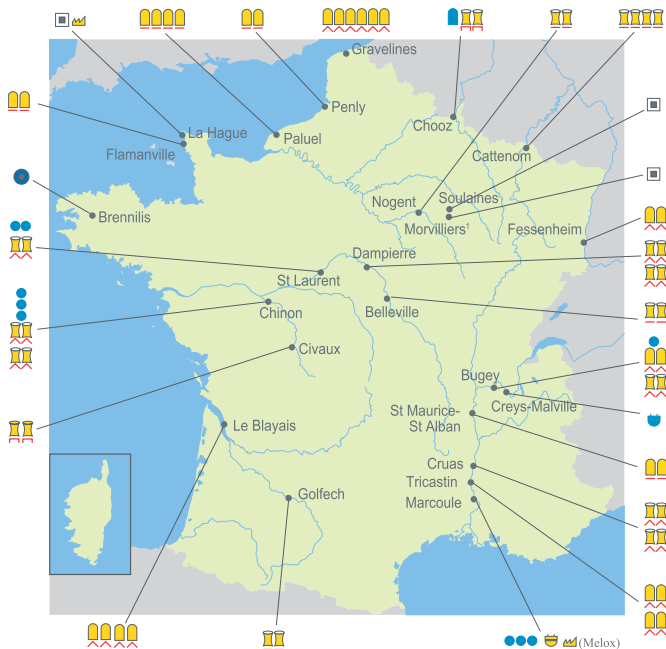 Gravelines
Penly
La Hague
Paluel
Chooz
Flamanville
Cattenom
Nogent
Soulaines
Brennilis
Morvilliers¹
Fessenheim
Dampierre
St Laurent
Chinon
Belleville
Civaux
Bugey
Creys-Malville
St Maurice-
St Alban
Le Blayais
Cruas
Tricastin
Golfech
Marcoule
(Melox)